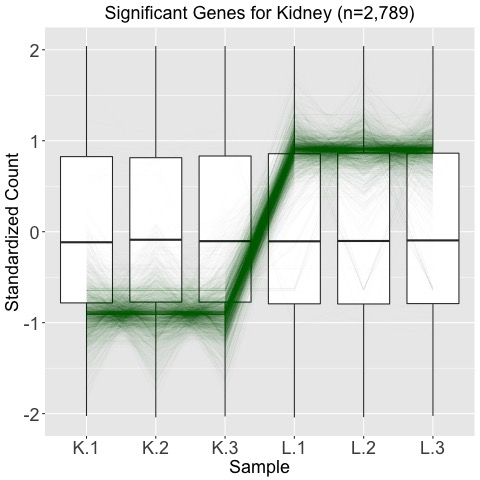 Significant Genes for Kidney (n=2,789)
Standardized Count
2
1
0
-1
-2
K.1 K.2 K.3 L.1 L.2 L.3
Sample